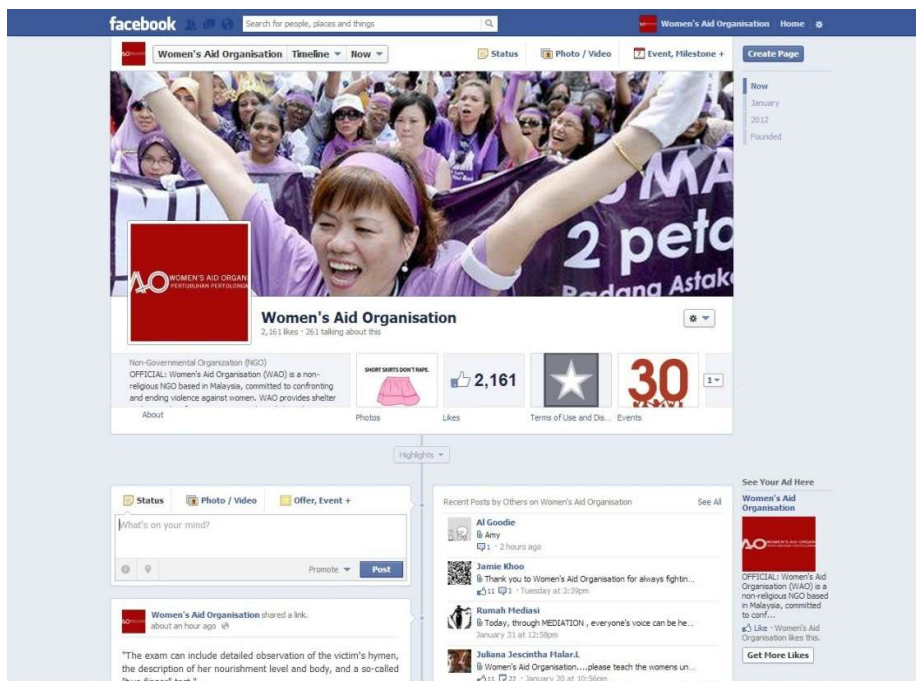 facebook
Search for people, places and things
Women's Aid Organisation Home
Women's Aid Organisation Timeline Now
Status Photo / Video Event, Milestone +
Create Page
Now
January
2012
Founded
MA
2 peta
Padang Astaka
WOMEN'S AID ORGAN
PERTUBUHAN PERTOLONGA
Women's Aid Organisation
2,161 likes · 261 talking about this
Non-Governmental Organization (NGO)
OFFICIAL: Women's Aid Organisation (WAO) is a non-
religious NGO based in Malaysia, committed to confronting
and ending violence against women. WAO provides shelter
About
SHORT SKIRTS DON'T RAPE.
Photos
2,161
Likes
Terms of Use and Dis...
30
Events
1
Highlights
Status Photo / Video Offer, Event +
What's on your mind?
Promote Post
Women's Aid Organisation shared a link.
about an hour ago
"The exam can include detailed observation of the victim's hymen,
the description of her nourishment level and body, and a so-called
"two finger" test."
Recent Posts by Others on Women's Aid Organisation See All
Al Goodie
Amy
1 · 2 hours ago
Jamie Khoo
Thank you to Women's Aid Organisation for always fightin...
11 1 · Tuesday at 3:39pm
Rumah Mediasi
Today, through MEDIATION , everyone's voice can be he...
January 31 at 12:58pm
Juliana Jescintha Malar.L
Women's Aid Organisation....please teach the womens un...
11 22 · January 20 at 10:56pm
See Your Ad Here
Women's Aid
Organisation
WOMEN'S AID ORGAN
OFFICIAL: Women's Aid
Organisation (WAO) is a
non-religious NGO based
in Malaysia, committed
to conf...
Like · Women's Aid
Organisation likes this.
Get More Likes